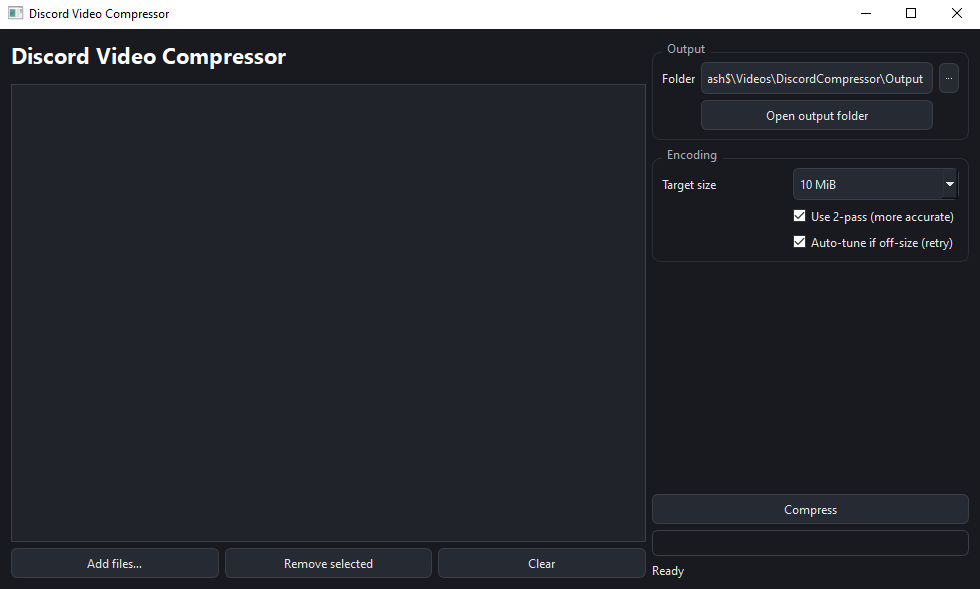 Discord Video Compressor
Discord Video Compressor
Output
Folder ash$\Videos\DiscordCompressor\Output ...
Open output folder
Encoding
Target size 10 MiB
Use 2-pass (more accurate)
Auto-tune if off-size (retry)
Compress
Add files... Remove selected Clear
Ready